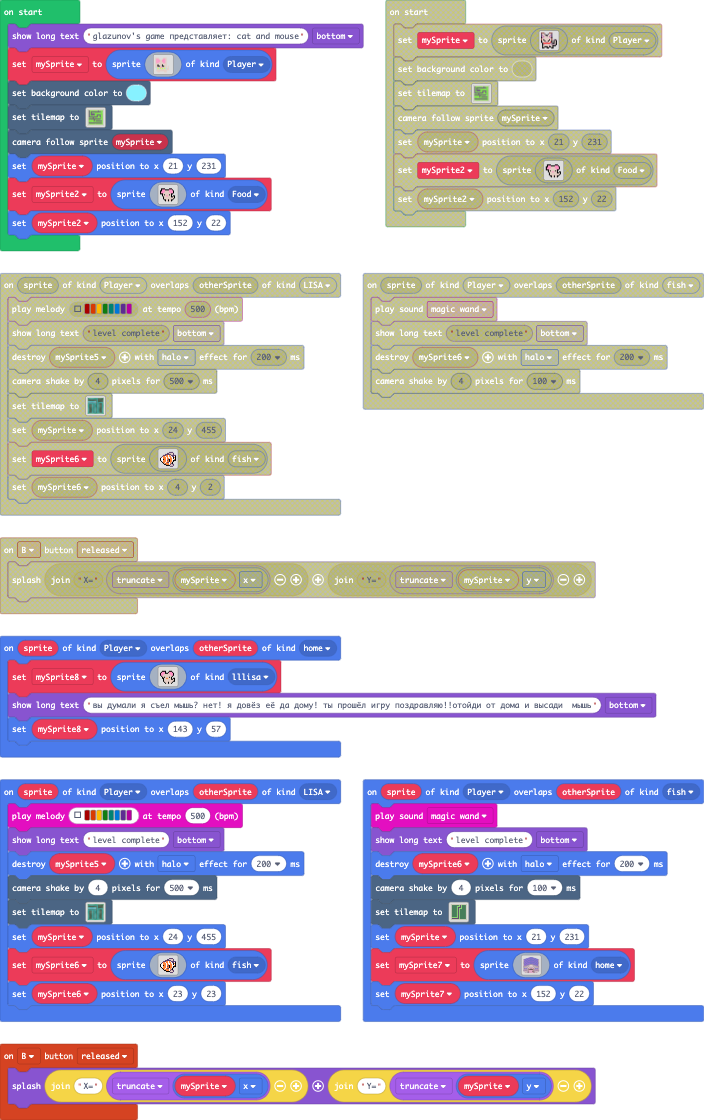 on start
show long text "glazunov's game представляет: cat and mouse" bottom
set mySprite to sprite of kind Player
set background color to
set tilemap to
camera follow sprite mySprite
set mySprite position to x 21 y 231
set mySprite2 to sprite of kind Food
set mySprite2 position to x 152 y 22
on start
set mySprite to sprite of kind Player
set background color to
set tilemap to
camera follow sprite mySprite
set mySprite position to x 21 y 231
set mySprite2 to sprite of kind Food
set mySprite2 position to x 152 y 22
on sprite of kind Player overlaps otherSprite of kind LISA
play melody at tempo 500 (bpm)
show long text "level complete" bottom
destroy mySprite5 with halo effect for 200 ms
camera shake by 4 pixels for 500 ms
set tilemap to
set mySprite position to x 24 y 455
set mySprite6 to sprite of kind fish
set mySprite6 position to x 4 y 2
on sprite of kind Player overlaps otherSprite of kind fish
play sound magic wand
show long text "level complete" bottom
destroy mySprite6 with halo effect for 200 ms
camera shake by 4 pixels for 100 ms
on B button released
splash join "X=" truncate mySprite x join "Y=" truncate mySprite y
on sprite of kind Player overlaps otherSprite of kind home
set mySprite8 to sprite of kind lllisa
show long text "вы думали я съел мышь? нет! я довёз её да дому! ты прошёл игру поздравляю!!отойди от дома и высади мышь" bottom
set mySprite8 position to x 143 y 57
on sprite of kind Player overlaps otherSprite of kind LISA
play melody at tempo 500 (bpm)
show long text "level complete" bottom
destroy mySprite5 with halo effect for 200 ms
camera shake by 4 pixels for 500 ms
set tilemap to
set mySprite position to x 24 y 455
set mySprite6 to sprite of kind fish
set mySprite6 position to x 23 y 23
on sprite of kind Player overlaps otherSprite of kind fish
play sound magic wand
show long text "level complete" bottom
destroy mySprite6 with halo effect for 200 ms
camera shake by 4 pixels for 100 ms
set tilemap to
set mySprite position to x 21 y 231
set mySprite7 to sprite of kind home
set mySprite7 position to x 152 y 22
on B button released
splash join "X=" truncate mySprite x join "Y=" truncate mySprite y